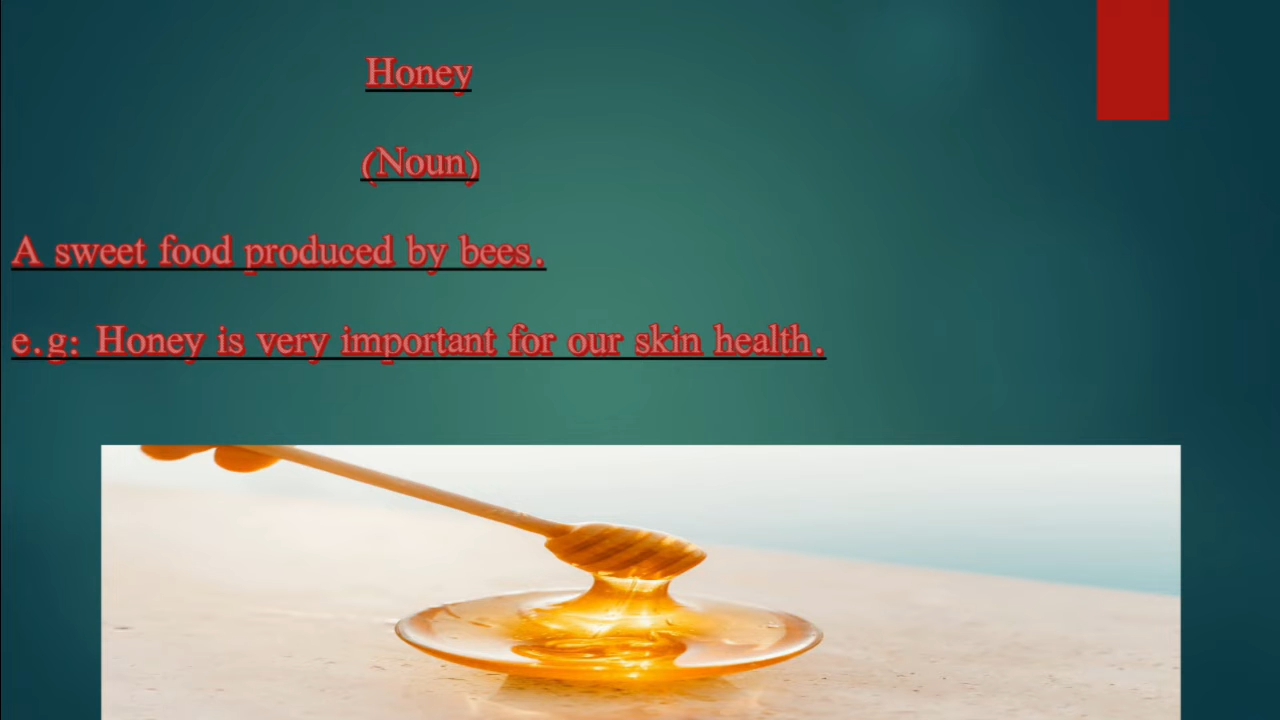 Honey
(Noun)
A sweet food produced by bees.
e.g: Honey is very important for our skin health.